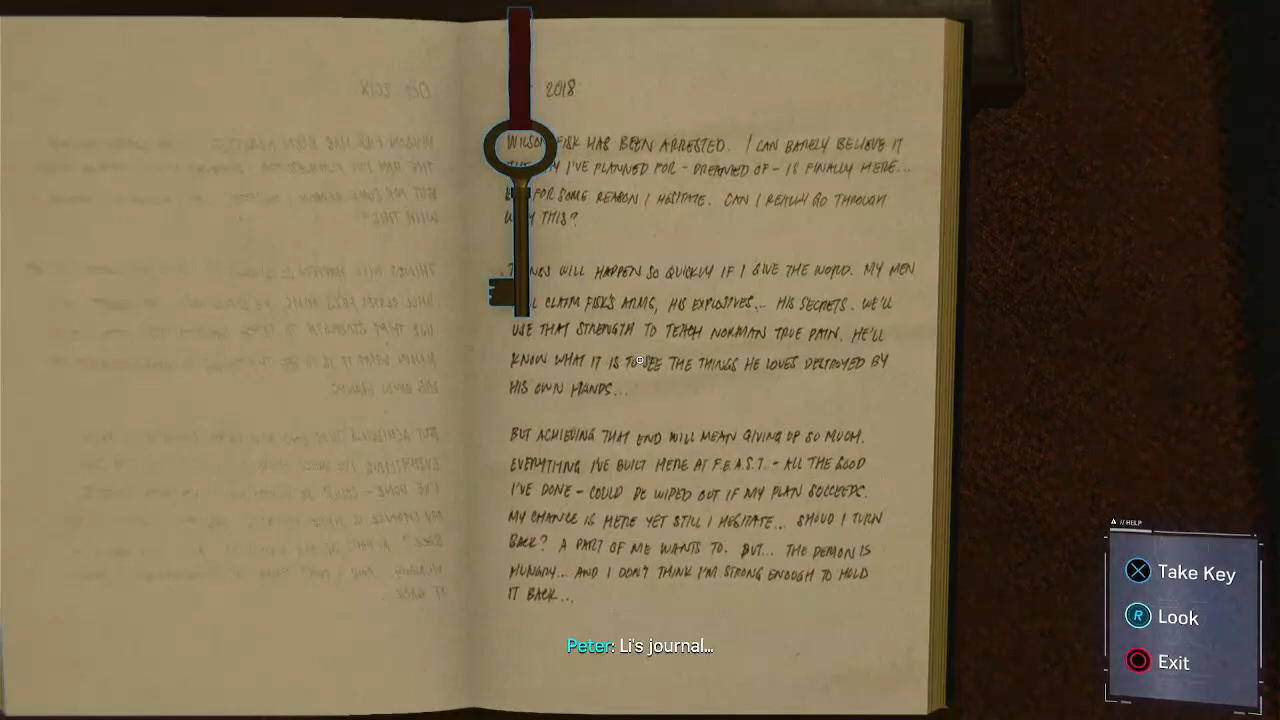 Oct 2018
2018
WILSON FISK HAS BEEN ARRESTED. I CAN BARELY BELIEVE IT
I'VE PLANNED FOR - DREAMED OF - IS FINALLY HERE...
FOR SOME REASON I HESITATE. CAN I REALLY GO THROUGH
THIS?
THINGS WILL HAPPEN SO QUICKLY IF I GIVE THE WORD. MY MEN
CLAIM FISK'S ARMS, HIS EXPLOSIVES... HIS SECRETS. WE'LL
USE THAT STRENGTH TO TEACH NORMAN TRUE PAIN. HE'LL
KNOW WHAT IT IS TO SEE THE THINGS HE LOVES DESTROYED BY
HIS OWN HANDS...
BUT ACHIEVING THAT END WILL MEAN GIVING UP SO MUCH.
EVERYTHING I'VE BUILT HERE AT F.E.A.S.T. - ALL THE GOOD
I'VE DONE - COULD BE WIPED OUT IF MY PLAN SUCCEEDS.
MY CHANCE IS HERE YET STILL I HESITATE... SHOUD I TURN
BACK? A PART OF ME WANTS TO. BUT... THE DEMON IS
HUNGRY... AND I DON'T THINK I'M STRONG ENOUGH TO HOLD
IT BACK...
Peter: Li's journal...
// HELP
Take Key
R Look
Exit